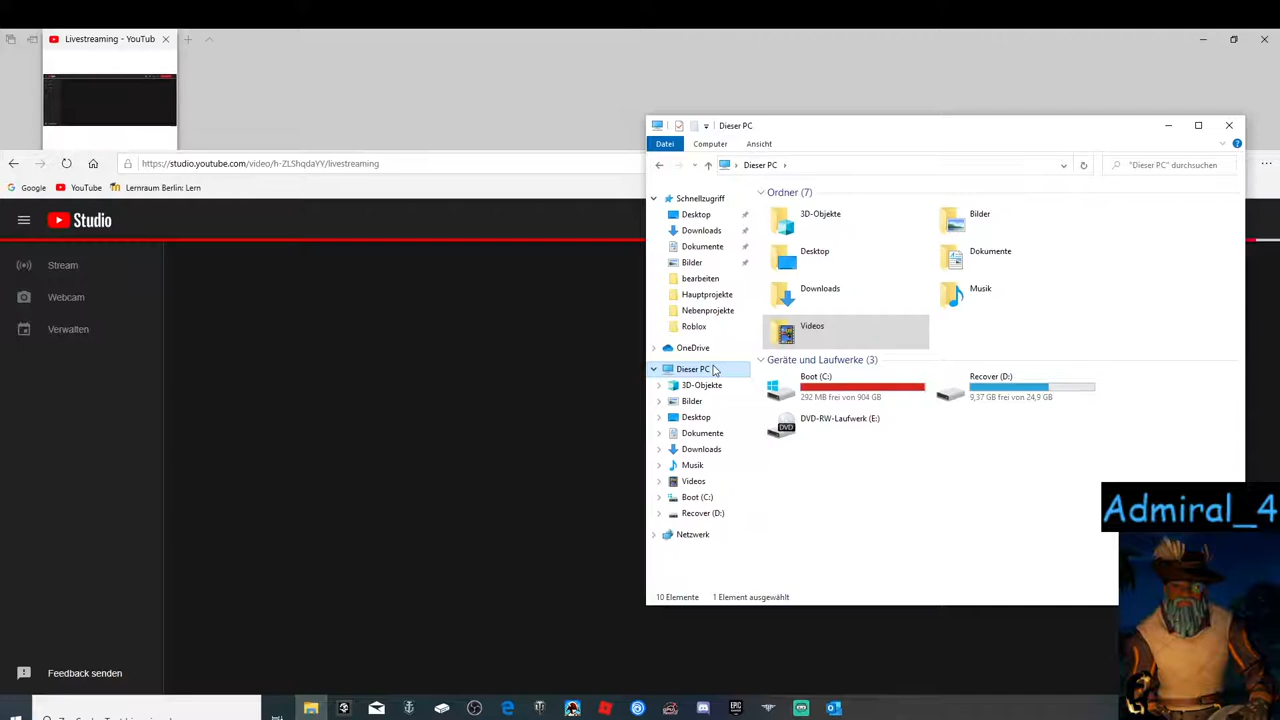 Livestreaming - YouTub
https://studio.youtube.com/video/h-ZLShqdaYY/livestreaming
Google
YouTube
Lernraum Berlin: Lern
Studio
Stream
Webcam
Verwalten
Feedback senden
Dieser PC
Datei
Computer
Ansicht
Dieser PC
"Dieser PC" durchsuchen
Schnellzugriff
Desktop
Downloads
Dokumente
Bilder
bearbeiten
Hauptprojekte
Nebenprojekte
Roblox
OneDrive
Dieser PC
3D-Objekte
Bilder
Desktop
Dokumente
Downloads
Musik
Videos
Boot (C:)
Recover (D:)
Netzwerk
Ordner (7)
3D-Objekte
Bilder
Desktop
Dokumente
Downloads
Musik
Videos
Geräte und Laufwerke (3)
Boot (C:)
292 MB frei von 904 GB
Recover (D:)
9,37 GB frei von 24,9 GB
DVD
DVD-RW-Laufwerk (E:)
10 Elemente
1 Element ausgewählt
Admiral_4
EPIC